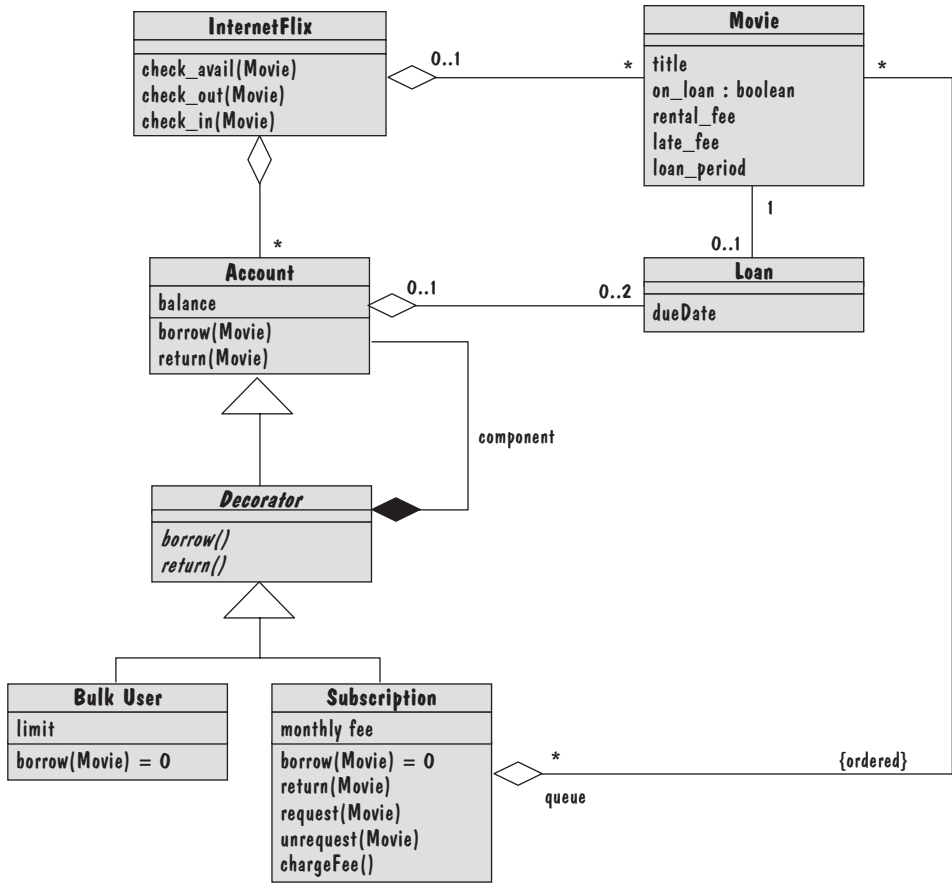 InternetFlix
check_avail(Movie)
check_out(Movie)
check_in(Movie)
0..1
*
Movie
title
on_loan : boolean
rental_fee
late_fee
loan_period
*
1
0..1
*
Account
balance
borrow(Movie)
return(Movie)
0..1
0..2
Loan
dueDate
component
Decorator
borrow()
return()
Bulk User
limit
borrow(Movie) = 0
Subscription
monthly fee
borrow(Movie) = 0
return(Movie)
request(Movie)
unrequest(Movie)
chargeFee()
*
queue
{ordered}